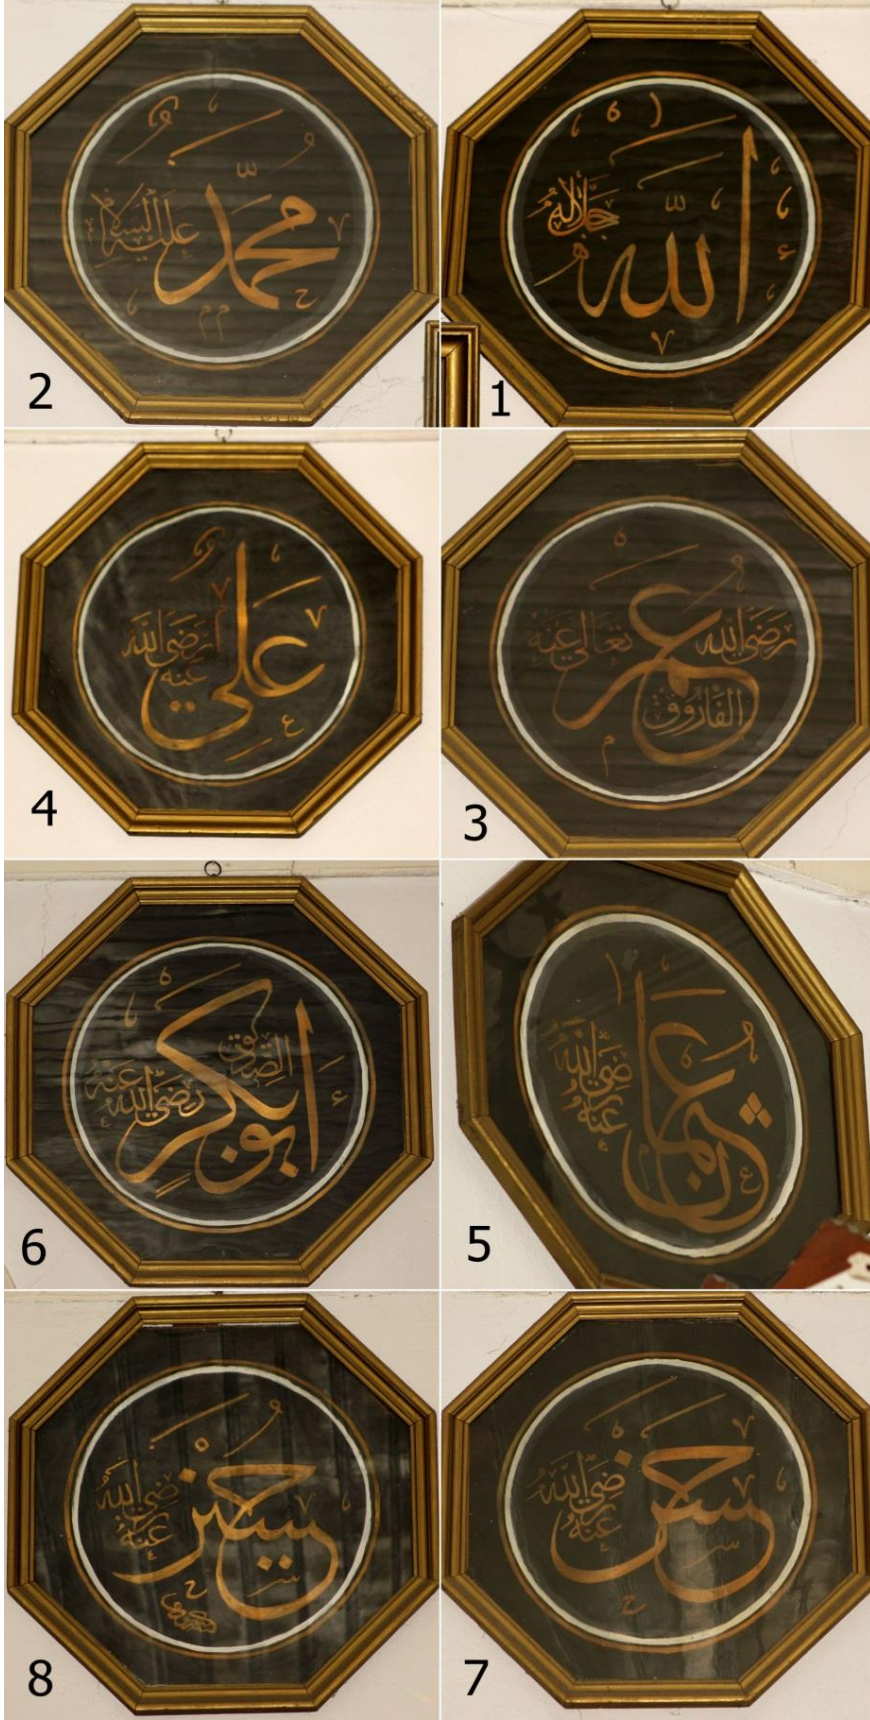 الله
جل جلاله
1
محمد
عليه السلام
2
رضي الله تعالى عنه
عمر
الفاروق
3
علي
رضي الله عنه
4
عثمان
رضي الله عنه
5
ابو بكر
الصديق
رضي الله عنه
6
حسن
رضي الله عنه
7
حسين
رضي الله عنه
8